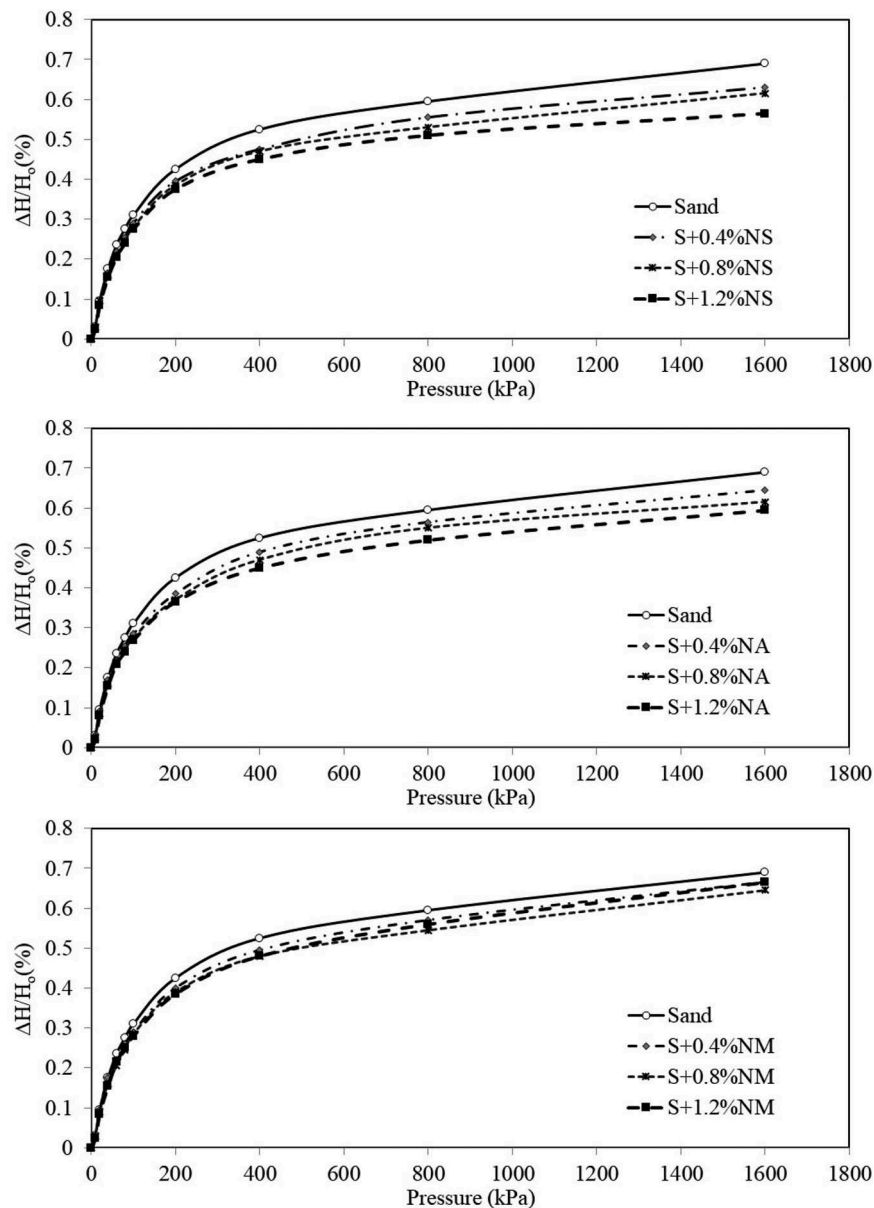 0.8
0.7
0.6
0.5
0.4
0.3
0.2
0.1
0
ΔH/Hₒ(%)
Sand
S+0.4%NS
S+0.8%NS
S+1.2%NS
0 200 400 600 800 1000 1200 1400 1600 1800
Pressure (kPa)
0.8
0.7
0.6
0.5
0.4
0.3
0.2
0.1
0
ΔH/Hₒ(%)
Sand
S+0.4%NA
S+0.8%NA
S+1.2%NA
0 200 400 600 800 1000 1200 1400 1600 1800
Pressure (kPa)
0.8
0.7
0.6
0.5
0.4
0.3
0.2
0.1
0
ΔH/Hₒ(%)
Sand
S+0.4%NM
S+0.8%NM
S+1.2%NM
0 200 400 600 800 1000 1200 1400 1600 1800
Pressure (kPa)